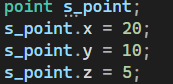 point s_point;
s_point.x = 20;
s_point.y = 10;
s_point.z = 5;